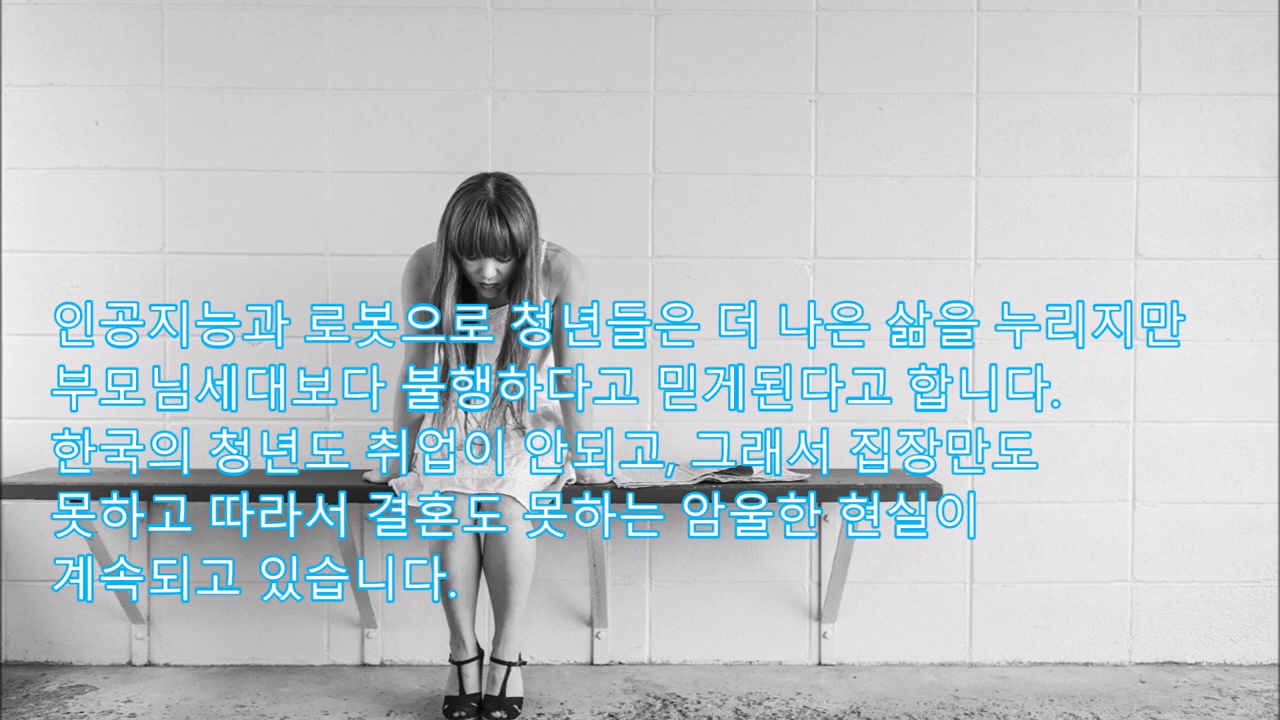 인공지능과 로봇으로 청년들은 더 나은 삶을 누리지만
부모님세대보다 불행하다고 믿게된다고 합니다.
한국의 청년도 취업이 안되고, 그래서 집장만도
못하고 따라서 결혼도 못하는 암울한 현실이
계속되고 있습니다.